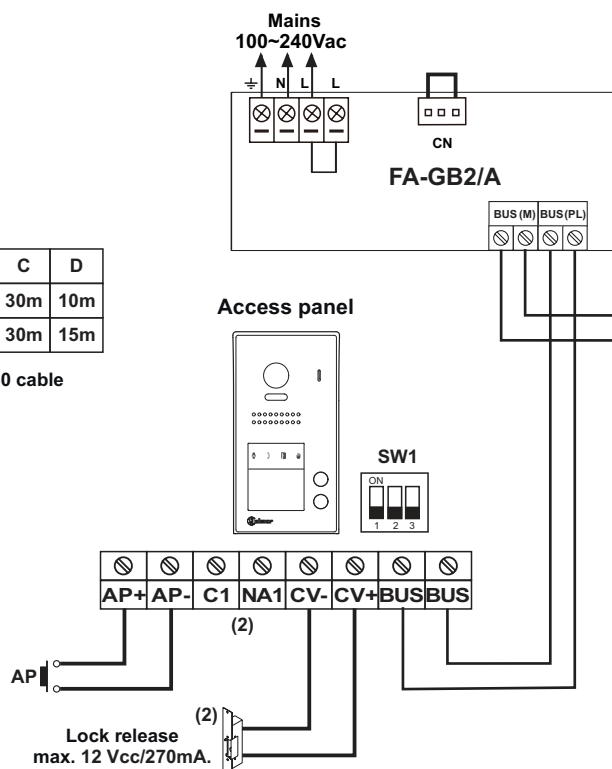 Mains
100~240Vac
N L L
CN
FA-GB2/A
BUS (M) BUS (PL)
C D
30m 10m
30m 15m
0 cable
Access panel
SW1
ON
1 2 3
AP+ AP- C1 NA1 CV- CV+ BUS BUS
(2)
AP
(2)
Lock release
max. 12 Vcc/270mA.